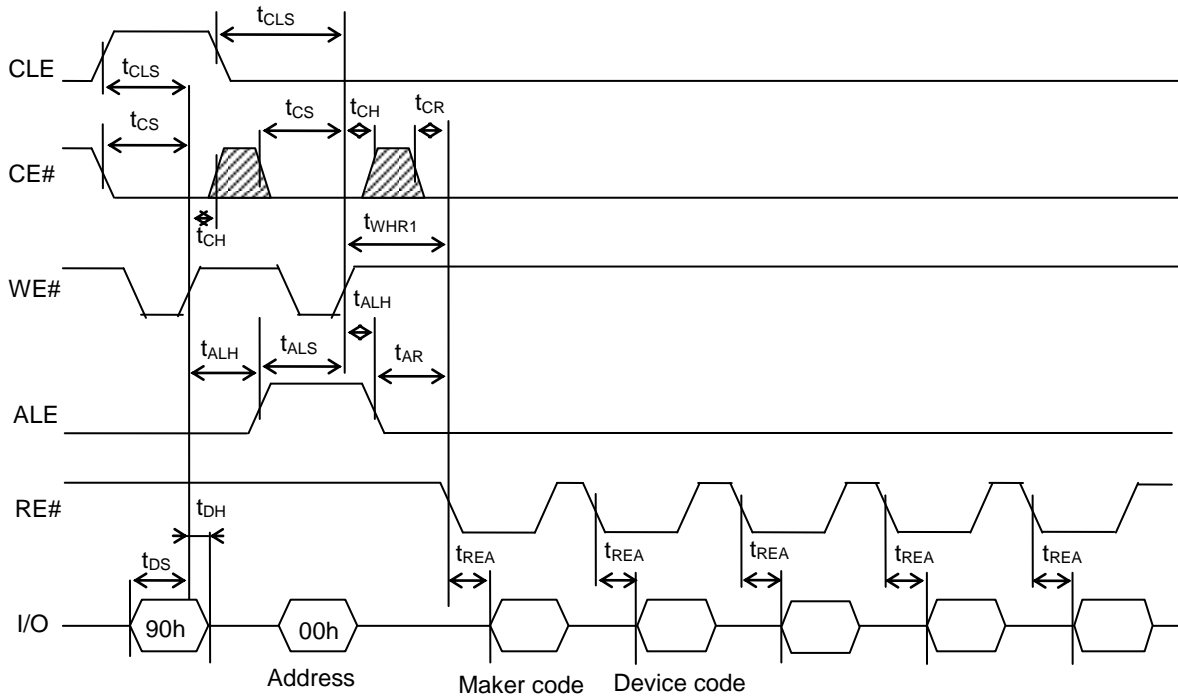 tCLS
CLE
tCLS
tCS
tCH
tCR
tCS
CE#
tCH
tWHR1
WE#
tALH
tALH
tALS
tAR
ALE
RE#
tDH
tDS
tREA
tREA
tREA
tREA
tREA
I/O
90h
00h
Address
Maker code
Device code